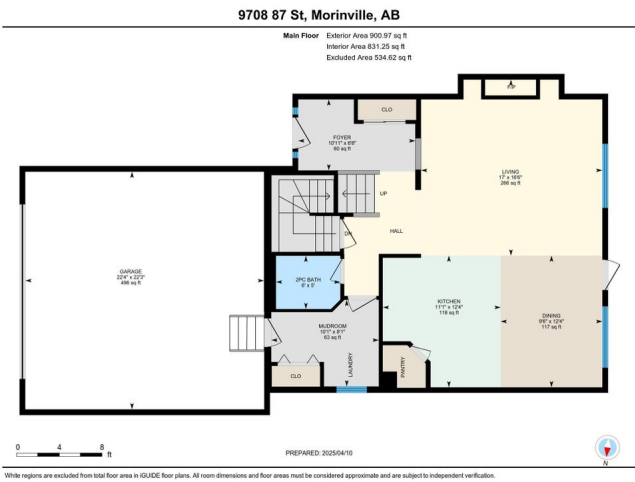 9708 87 St, Morinville, AB
Main Floor Exterior Area 900.97 sq ft
Interior Area 831.25 sq ft
Excluded Area 534.62 sq ft
F/P
CLO
FOYER
10'11" x 6'8"
60 sq ft
LIVING
17' x 16'6"
266 sq ft
UP
HALL
DN
GARAGE
22'4" x 22'3"
496 sq ft
2PC BATH
6' x 5'
KITCHEN
11'1" x 12'4"
118 sq ft
DINING
9'6" x 12'4"
117 sq ft
MUDROOM
10'1" x 8'1"
63 sq ft
LAUNDRY
PANTRY
CLO
0 4 8 ft
PREPARED: 2025/04/10
N
White regions are excluded from total floor area in iGUIDE floor plans. All room dimensions and floor areas must be considered approximate and are subject to independent verification.